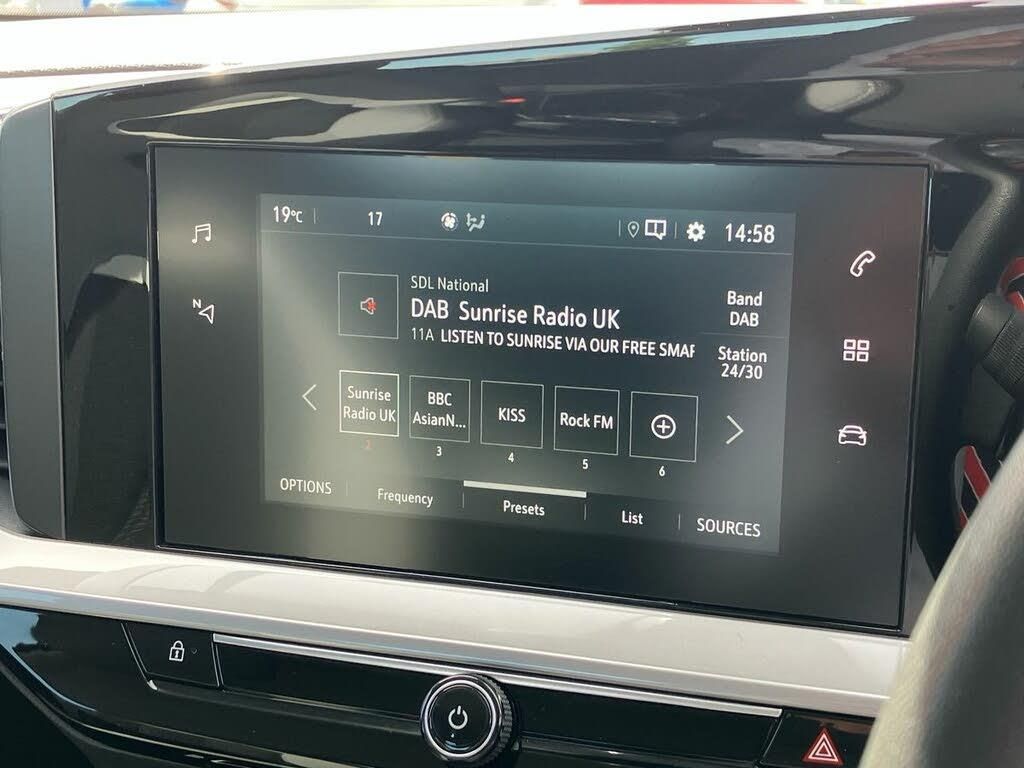 19°C 17 14:58
SDL National
DAB Sunrise Radio UK
11A LISTEN TO SUNRISE VIA OUR FREE SMAR
Band
DAB
Station
24/30
N
Sunrise
Radio UK
2
BBC
AsianN...
3
KISS
4
Rock FM
5
6
OPTIONS
Frequency
Presets
List
SOURCES